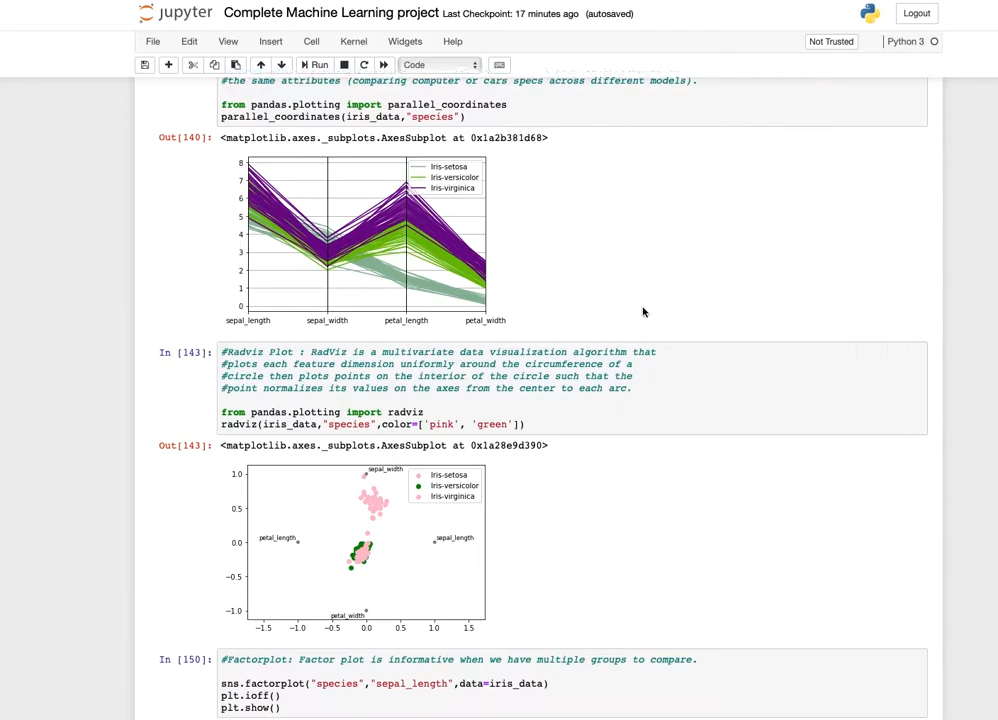 jupyter Complete Machine Learning project Last Checkpoint: 17 minutes ago (autosaved) Logout
File Edit View Insert Cell Kernel Widgets Help Not Trusted Python 3
Run Code
#the same attributes (comparing computer or cars specs across different models).
from pandas.plotting import parallel_coordinates
parallel_coordinates(iris_data,"species")
Out[140]: <matplotlib.axes._subplots.AxesSubplot at 0x1a2b381d68>
8
7
6
5
4
3
2
1
0
Iris-setosa
Iris-versicolor
Iris-virginica
sepal_length sepal_width petal_length petal_width
In [143]: #Radviz Plot : RadViz is a multivariate data visualization algorithm that
#plots each feature dimension uniformly around the circumference of a
#circle then plots points on the interior of the circle such that the
#point normalizes its values on the axes from the center to each arc.
from pandas.plotting import radviz
radviz(iris_data,"species",color=['pink', 'green'])
Out[143]: <matplotlib.axes._subplots.AxesSubplot at 0x1a28e9d390>
1.0
0.5
0.0
−0.5
−1.0
sepal_width
Iris-setosa
Iris-versicolor
Iris-virginica
petal_length
sepal_length
petal_width
−1.5 −1.0 −0.5 0.0 0.5 1.0 1.5
In [150]: #Factorplot: Factor plot is informative when we have multiple groups to compare.
sns.factorplot("species","sepal_length",data=iris_data)
plt.ioff()
plt.show()